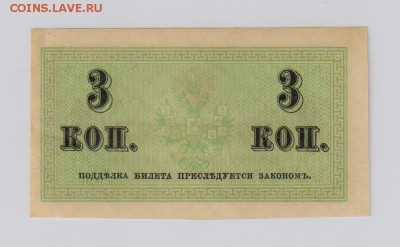 COINS.LAVE.RU
3 3
КОП. КОП.
ПОДДѢЛКА БИЛЕТА ПРЕСЛѢДУЕТСЯ ЗАКОНОМЪ.